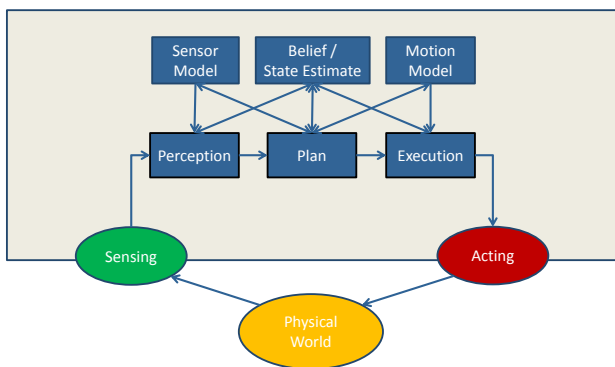 Sensor
Model
Belief /
State Estimate
Motion
Model
Perception
Plan
Execution
Sensing
Acting
Physical
World